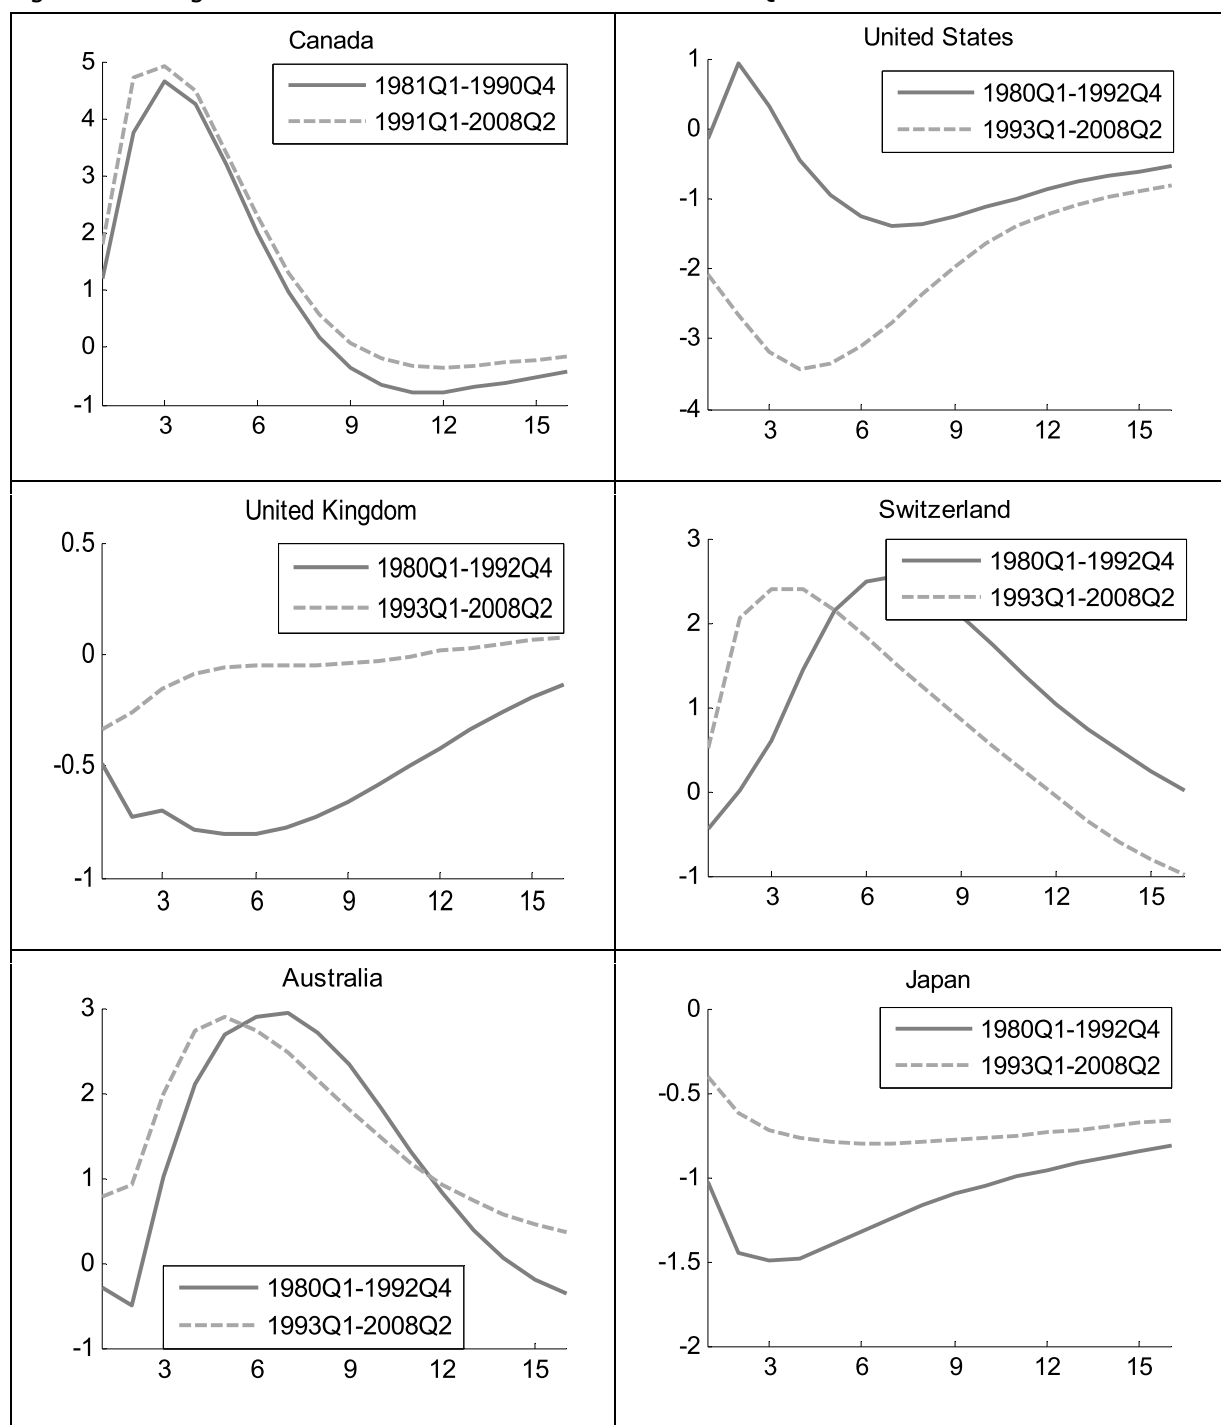 Canada
5
4
3
2
1
0
-1
3 6 9 12 15
1981Q1-1990Q4
1991Q1-2008Q2
United States
1
0
-1
-2
-3
-4
3 6 9 12 15
1980Q1-1992Q4
1993Q1-2008Q2
United Kingdom
0.5
0
-0.5
-1
3 6 9 12 15
1980Q1-1992Q4
1993Q1-2008Q2
Switzerland
3
2
1
0
-1
3 6 9 12 15
1980Q1-1992Q4
1993Q1-2008Q2
Australia
3
2
1
0
-1
3 6 9 12 15
1980Q1-1992Q4
1993Q1-2008Q2
Japan
0
-0.5
-1
-1.5
-2
3 6 9 12 15
1980Q1-1992Q4
1993Q1-2008Q2